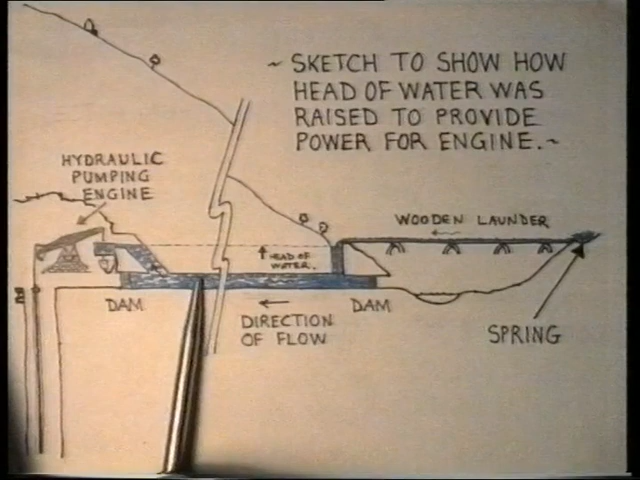 ~ SKETCH TO SHOW HOW
HEAD OF WATER WAS
RAISED TO PROVIDE
POWER FOR ENGINE.~
HYDRAULIC
PUMPING
ENGINE
WOODEN LAUNDER
HEAD OF
WATER.
DAM
DIRECTION
OF FLOW
DAM
SPRING